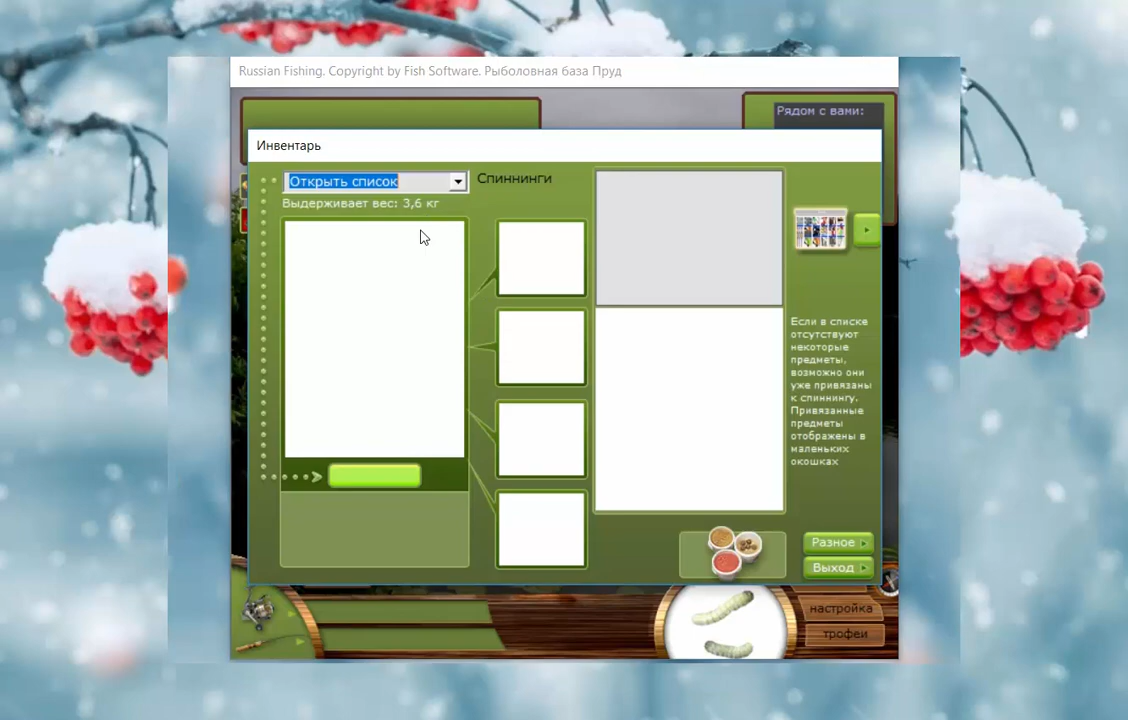 Russian Fishing. Copyright by Fish Software. Рыболовная база Пруд
Рядом с вами:
Инвентарь
Открыть список
Спиннинги
Выдерживает вес: 3,6 кг
Если в списке
отсутствуют
некоторые
предметы,
возможно они
уже привязаны
к спиннингу.
Привязанные
предметы
отображены в
маленьких
окошках
Разное
Выход
настройка
трофеи